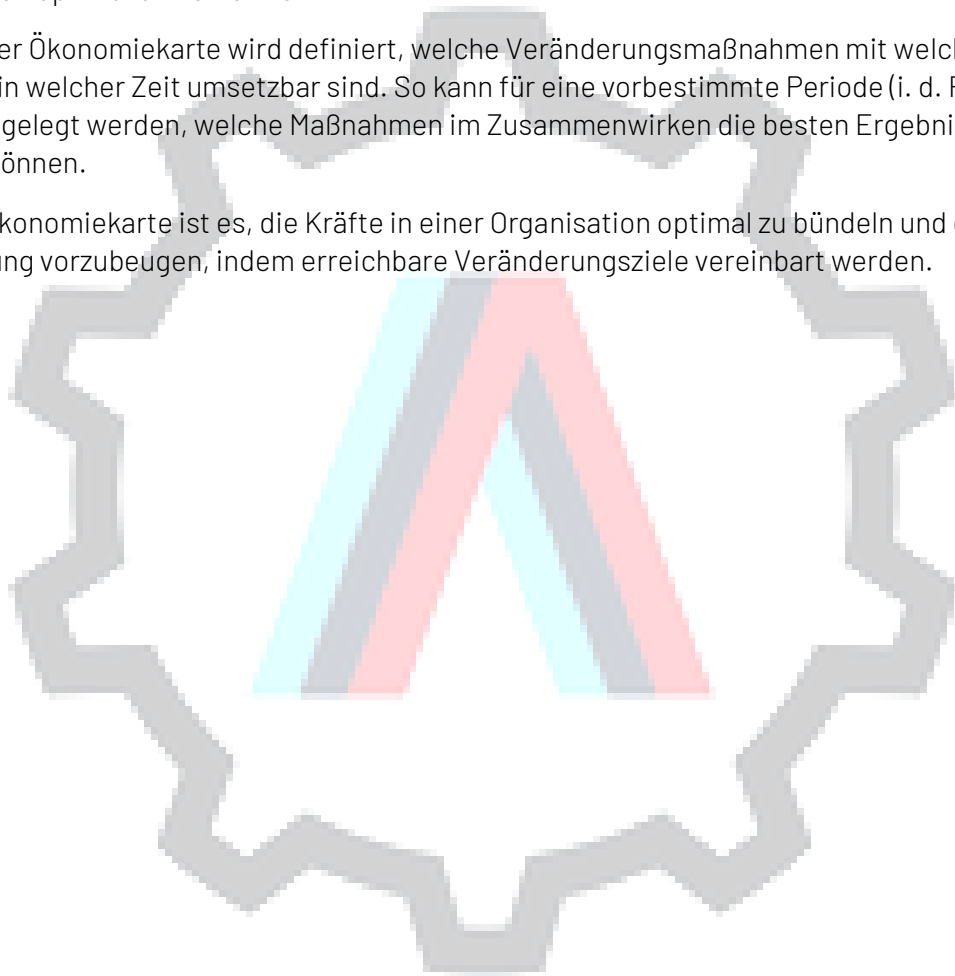 er Ökonomiekarte wird definiert, welche Veränderungsmaßnahmen mit welc
in welcher Zeit umsetzbar sind. So kann für eine vorbestimmte Periode (i. d.
gelegt werden, welche Maßnahmen im Zusammenwirken die besten Ergebni
önnen.
konomiekarte ist es, die Kräfte in einer Organisation optimal zu bündeln und
ung vorzubeugen, indem erreichbare Veränderungsziele vereinbart werden.